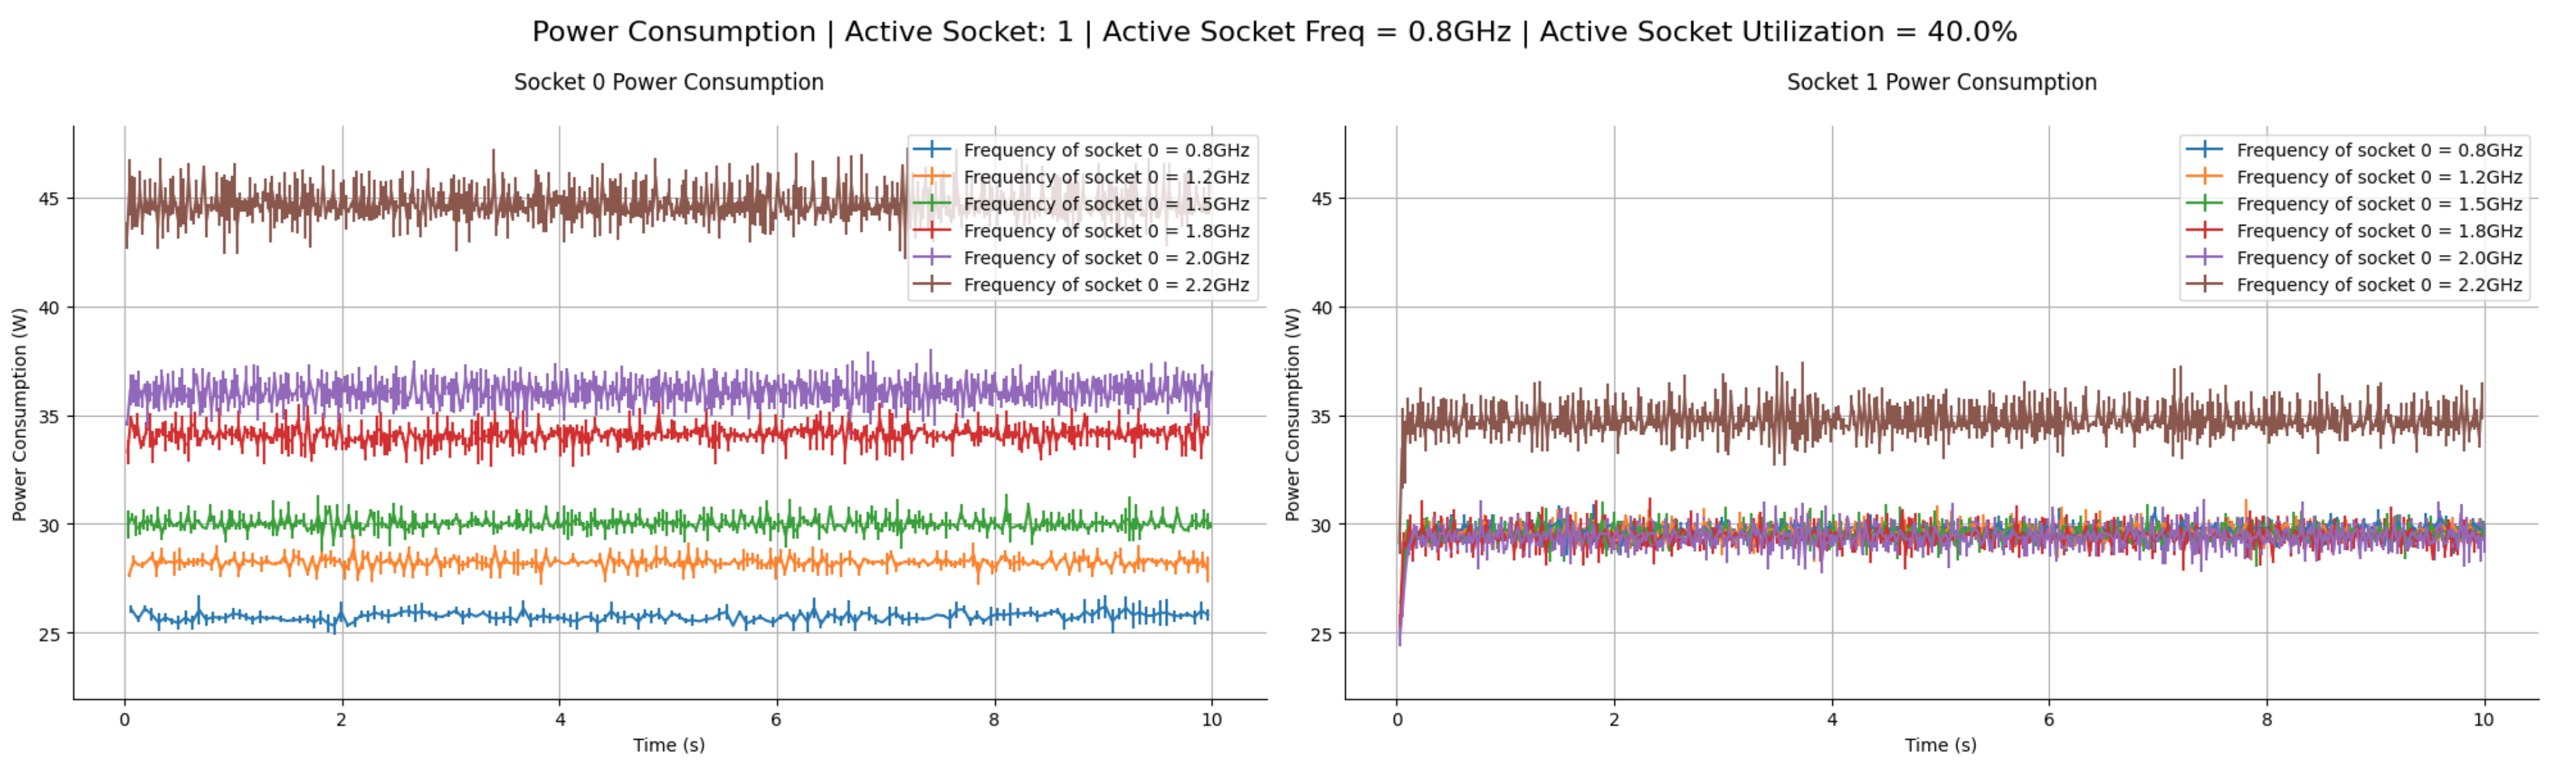 Power Consumption | Active Socket: 1 | Active Socket Freq = 0.8GHz | Active Socket Utilization = 40.0%
Socket 0 Power Consumption
Power Consumption (W)
45
40
35
30
25
0
2
4
6
8
10
Time (s)
Frequency of socket 0 = 0.8GHz
Frequency of socket 0 = 1.2GHz
Frequency of socket 0 = 1.5GHz
Frequency of socket 0 = 1.8GHz
Frequency of socket 0 = 2.0GHz
Frequency of socket 0 = 2.2GHz
Socket 1 Power Consumption
Power Consumption (W)
45
40
35
30
25
0
2
4
6
8
10
Time (s)
Frequency of socket 0 = 0.8GHz
Frequency of socket 0 = 1.2GHz
Frequency of socket 0 = 1.5GHz
Frequency of socket 0 = 1.8GHz
Frequency of socket 0 = 2.0GHz
Frequency of socket 0 = 2.2GHz